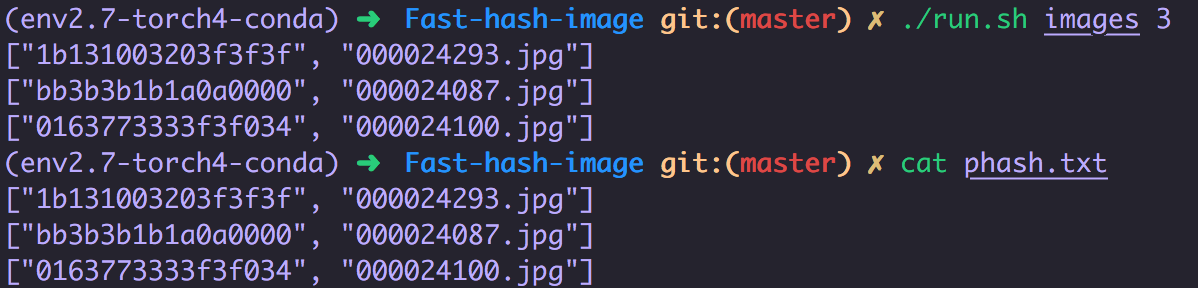 (env2.7-torch4-conda) ➜ Fast-hash-image git:(master) ✗ ./run.sh images 3
["1b131003203f3f3f", "000024293.jpg"]
["bb3b3b1b1a0a0000", "000024087.jpg"]
["0163773333f3f034", "000024100.jpg"]
(env2.7-torch4-conda) ➜ Fast-hash-image git:(master) ✗ cat phash.txt
["1b131003203f3f3f", "000024293.jpg"]
["bb3b3b1b1a0a0000", "000024087.jpg"]
["0163773333f3f034", "000024100.jpg"]